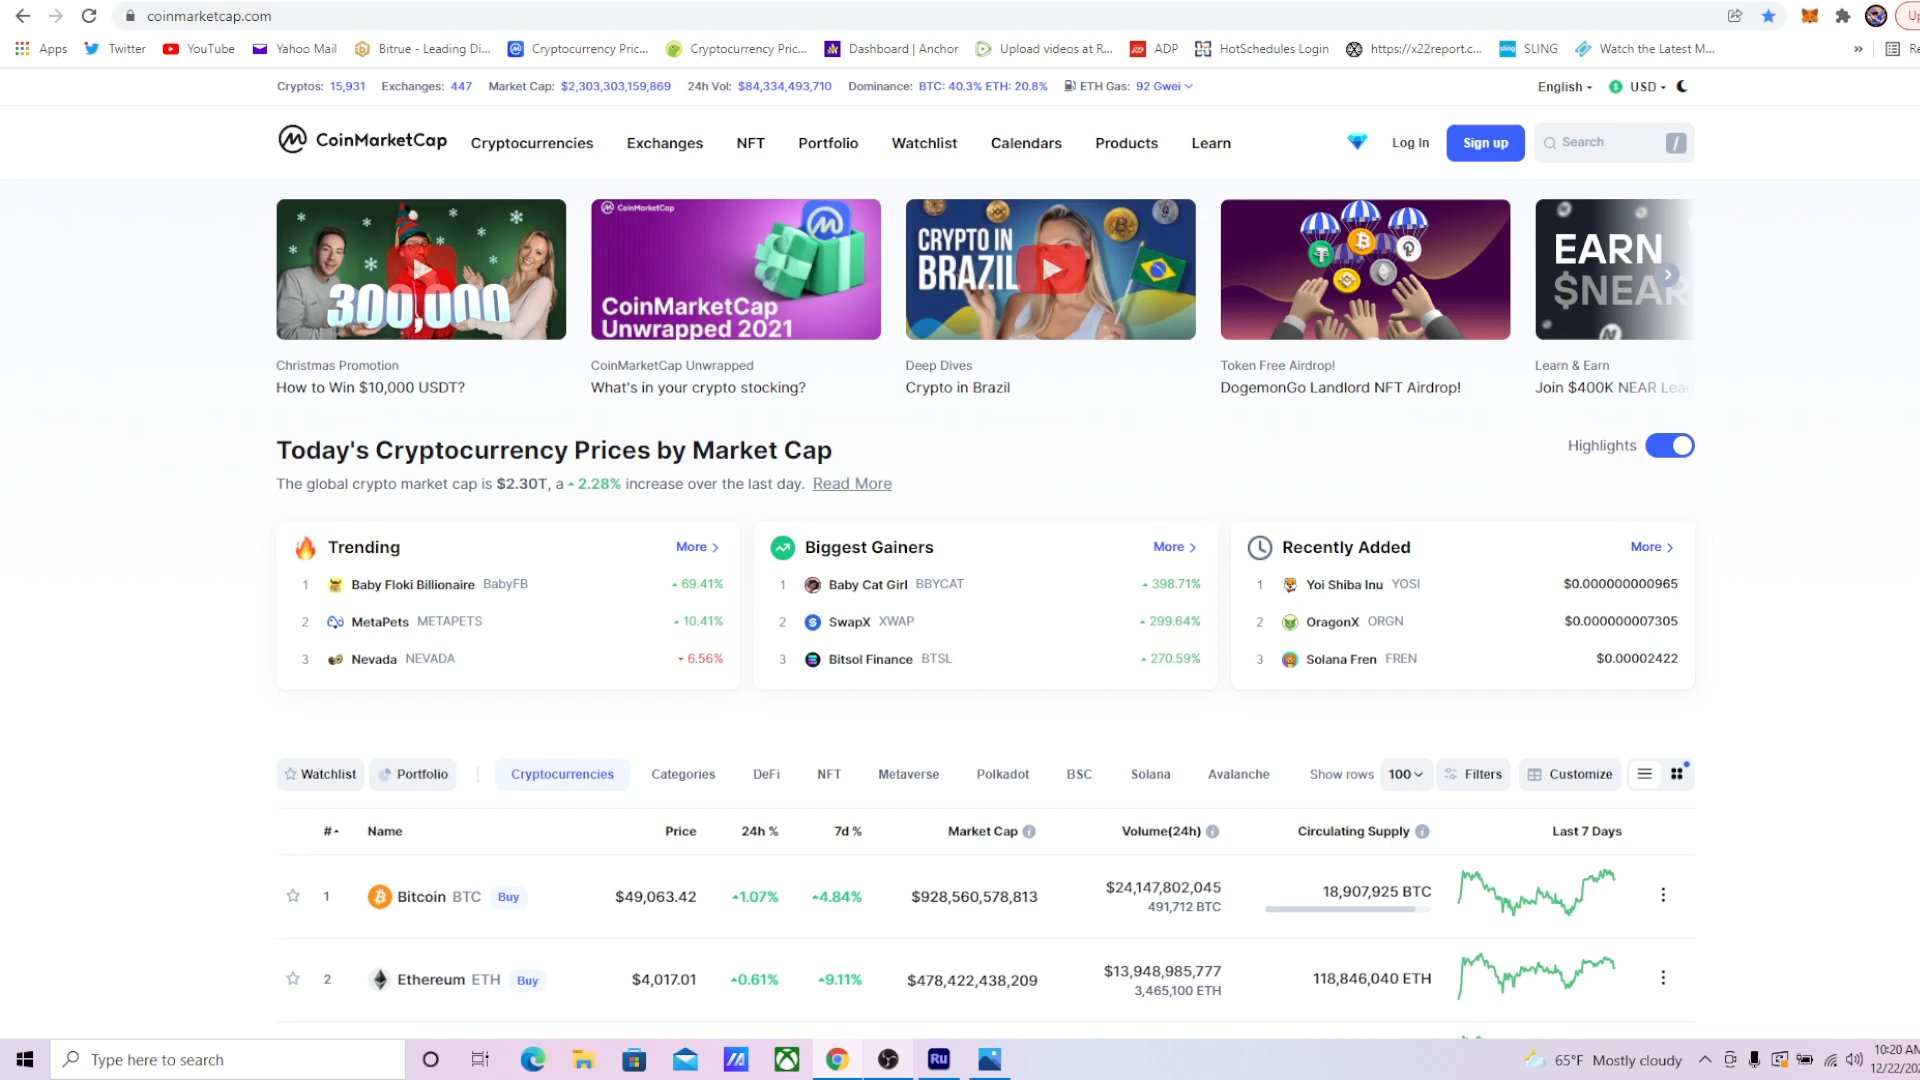 coinmarketcap.com
Apps Twitter YouTube Yahoo Mail Bitrue - Leading Di... Cryptocurrency Pric... Cryptocurrency Pric... Dashboard | Anchor Upload videos at R... ADP HotSchedules Login https://x22report.c... SLING Watch the Latest M... »
Cryptos: 15,931 Exchanges: 447 Market Cap: $2,303,303,159,869 24h Vol: $84,334,493,710 Dominance: BTC: 40.3% ETH: 20.8% ETH Gas: 92 Gwei English USD
CoinMarketCap Cryptocurrencies Exchanges NFT Portfolio Watchlist Calendars Products Learn Log In Sign up Search /
300,000
CoinMarketCap
CoinMarketCap
Unwrapped 2021
CRYPTO IN
BRAZIL
EARN
$NEAR
Christmas Promotion CoinMarketCap Unwrapped Deep Dives Token Free Airdrop! Learn & Earn
How to Win $10,000 USDT? What's in your crypto stocking? Crypto in Brazil DogemonGo Landlord NFT Airdrop! Join $400K NEAR Lear
Today's Cryptocurrency Prices by Market Cap Highlights
The global crypto market cap is $2.30T, a 2.28% increase over the last day. Read More
Trending More >
1 Baby Floki Billionaire BabyFB 69.41%
2 MetaPets METAPETS 10.41%
3 Nevada NEVADA 6.56%
Biggest Gainers More >
1 Baby Cat Girl BBYCAT 398.71%
2 SwapX XWAP 299.64%
3 Bitsol Finance BTSL 270.59%
Recently Added More >
1 Yoi Shiba Inu YOSI $0.000000000965
2 OragonX ORGN $0.000000007305
3 Solana Fren FREN $0.00002422
Watchlist Portfolio Cryptocurrencies Categories DeFi NFT Metaverse Polkadot BSC Solana Avalanche Show rows 100 Filters Customize
# Name Price 24h % 7d % Market Cap Volume(24h) Circulating Supply Last 7 Days
1 Bitcoin BTC Buy $49,063.42 1.07% 4.84% $928,560,578,813 $24,147,802,045 18,907,925 BTC
491,712 BTC
2 Ethereum ETH Buy $4,017.01 0.61% 9.11% $478,422,438,209 $13,948,985,777 118,846,040 ETH
3,465,100 ETH
Type here to search Ru 65°F Mostly cloudy 10:20 AM